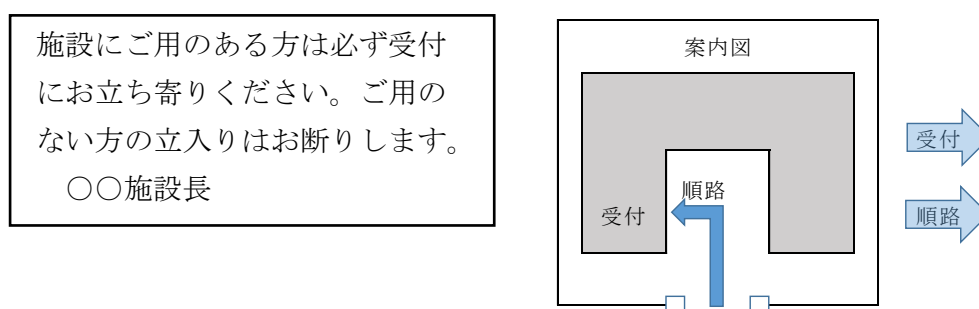 施設にご用のある方は必ず受付
にお立ち寄りください。ご用の
ない方の立入りはお断りします。
○○施設長
案内図
順路
受付
受付
順路